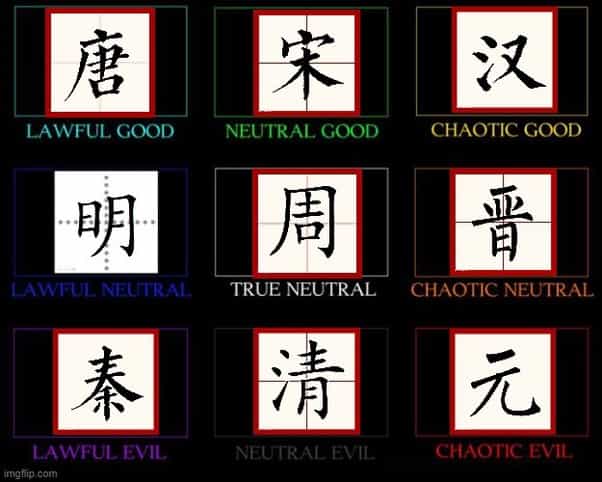 唐 宋 汉
LAWFUL GOOD NEUTRAL GOOD CHAOTIC GOOD
明 周 晋
LAWFUL NEUTRAL TRUE NEUTRAL CHAOTIC NEUTRAL
秦 清 元
LAWFUL EVIL NEUTRAL EVIL CHAOTIC EVIL
imgflip.com